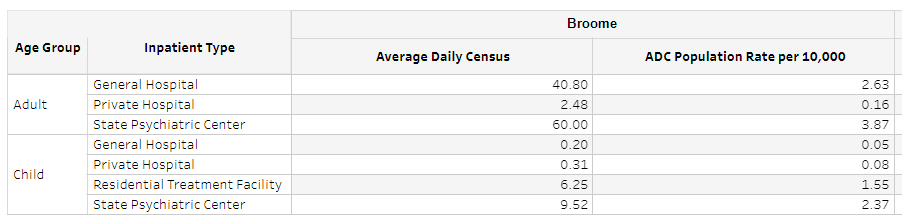 Broome
Age Group Inpatient Type Average Daily Census ADC Population Rate per 10,000
Adult General Hospital 40.80 2.63
Private Hospital 2.48 0.16
State Psychiatric Center 60.00 3.87
Child General Hospital 0.20 0.05
Private Hospital 0.31 0.08
Residential Treatment Facility 6.25 1.55
State Psychiatric Center 9.52 2.37